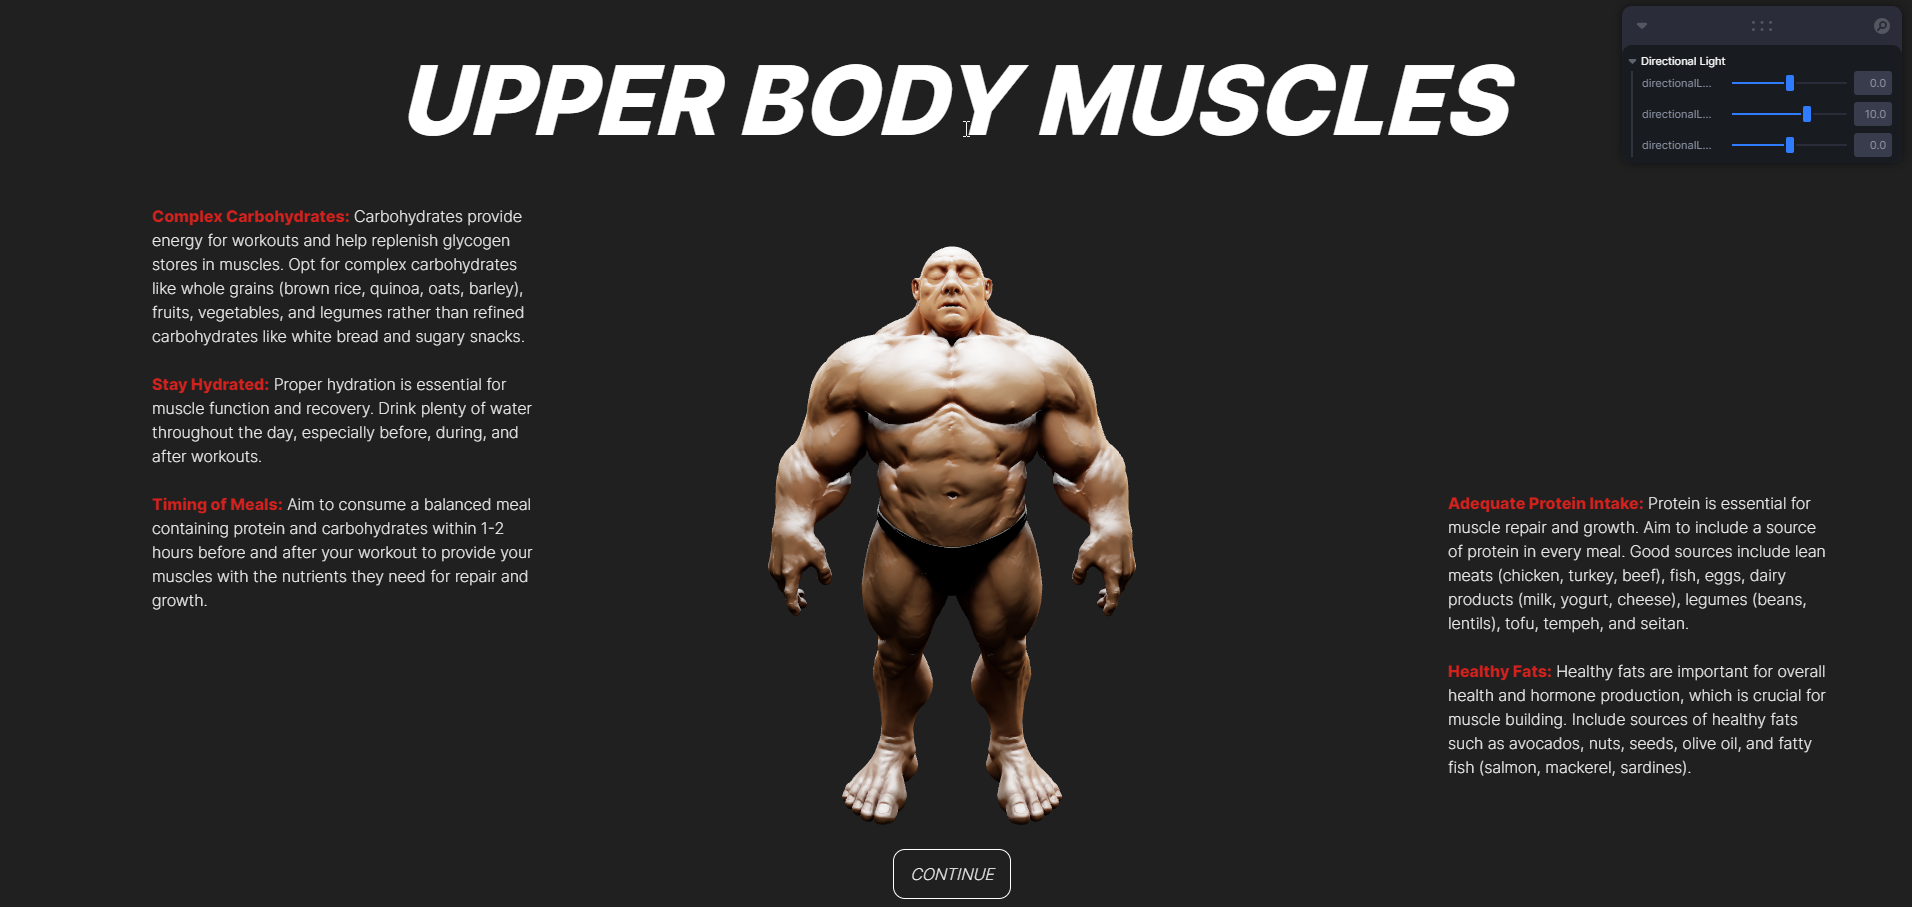 UPPER BODY MUSCLES
Directional Light
directionalL... 0.0
directionalL... 10.0
directionalL... 0.0
Complex Carbohydrates: Carbohydrates provide
energy for workouts and help replenish glycogen
stores in muscles. Opt for complex carbohydrates
like whole grains (brown rice, quinoa, oats, barley),
fruits, vegetables, and legumes rather than refined
carbohydrates like white bread and sugary snacks.
Stay Hydrated: Proper hydration is essential for
muscle function and recovery. Drink plenty of water
throughout the day, especially before, during, and
after workouts.
Timing of Meals: Aim to consume a balanced meal
containing protein and carbohydrates within 1-2
hours before and after your workout to provide your
muscles with the nutrients they need for repair and
growth.
Adequate Protein Intake: Protein is essential for
muscle repair and growth. Aim to include a source
of protein in every meal. Good sources include lean
meats (chicken, turkey, beef), fish, eggs, dairy
products (milk, yogurt, cheese), legumes (beans,
lentils), tofu, tempeh, and seitan.
Healthy Fats: Healthy fats are important for overall
health and hormone production, which is crucial for
muscle building. Include sources of healthy fats
such as avocados, nuts, seeds, olive oil, and fatty
fish (salmon, mackerel, sardines).
CONTINUE